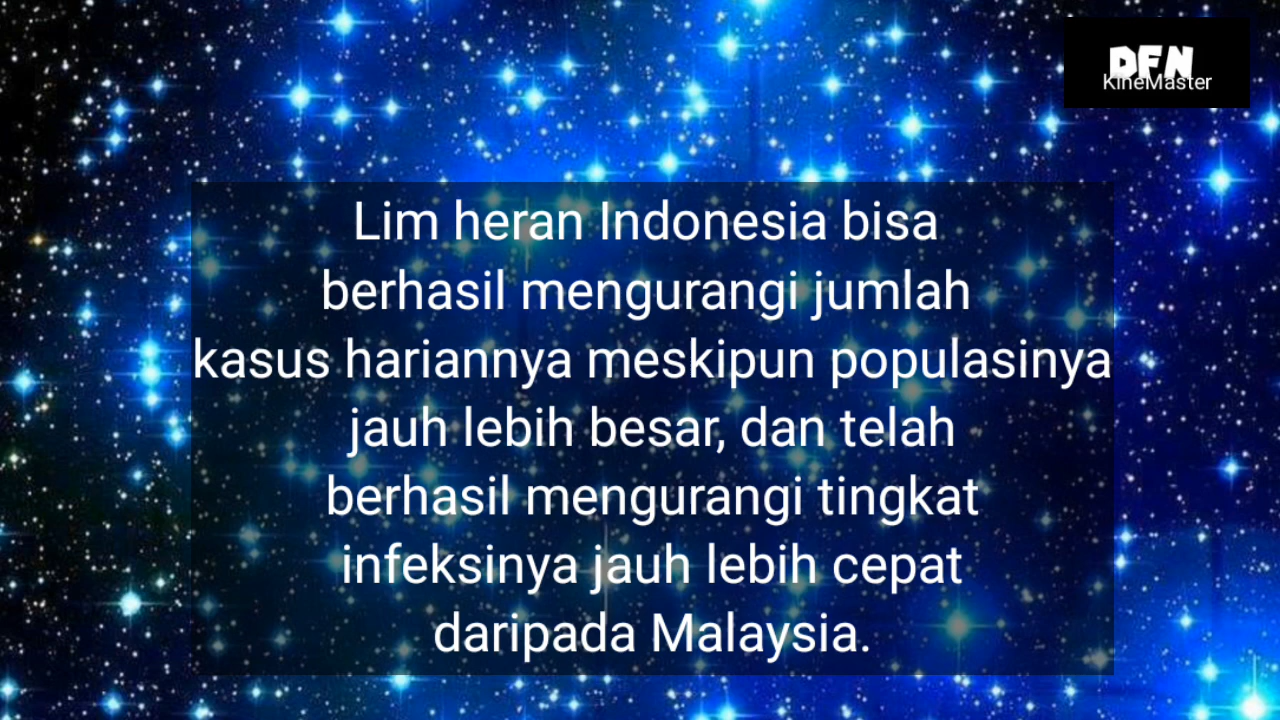 DFN
KineMaster
Lim heran Indonesia bisa
berhasil mengurangi jumlah
kasus hariannya meskipun populasinya
jauh lebih besar, dan telah
berhasil mengurangi tingkat
infeksinya jauh lebih cepat
daripada Malaysia.